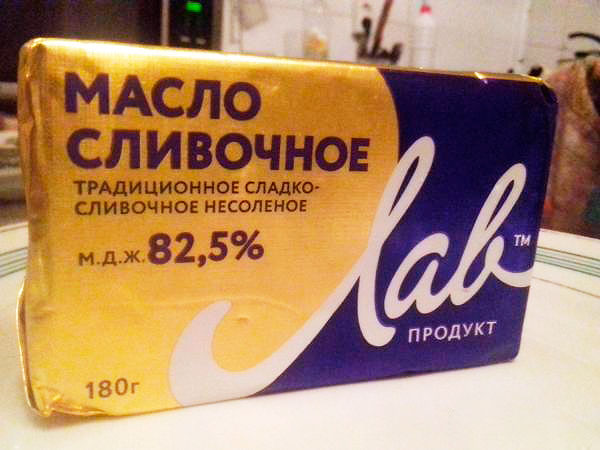 МАСЛО
СЛИВОЧНОЕ
ТРАДИЦИОННОЕ СЛАДКО-
СЛИВОЧНОЕ НЕСОЛЕНОЕ
М.Д.Ж. 82,5%
Лав™
ПРОДУКТ
180г